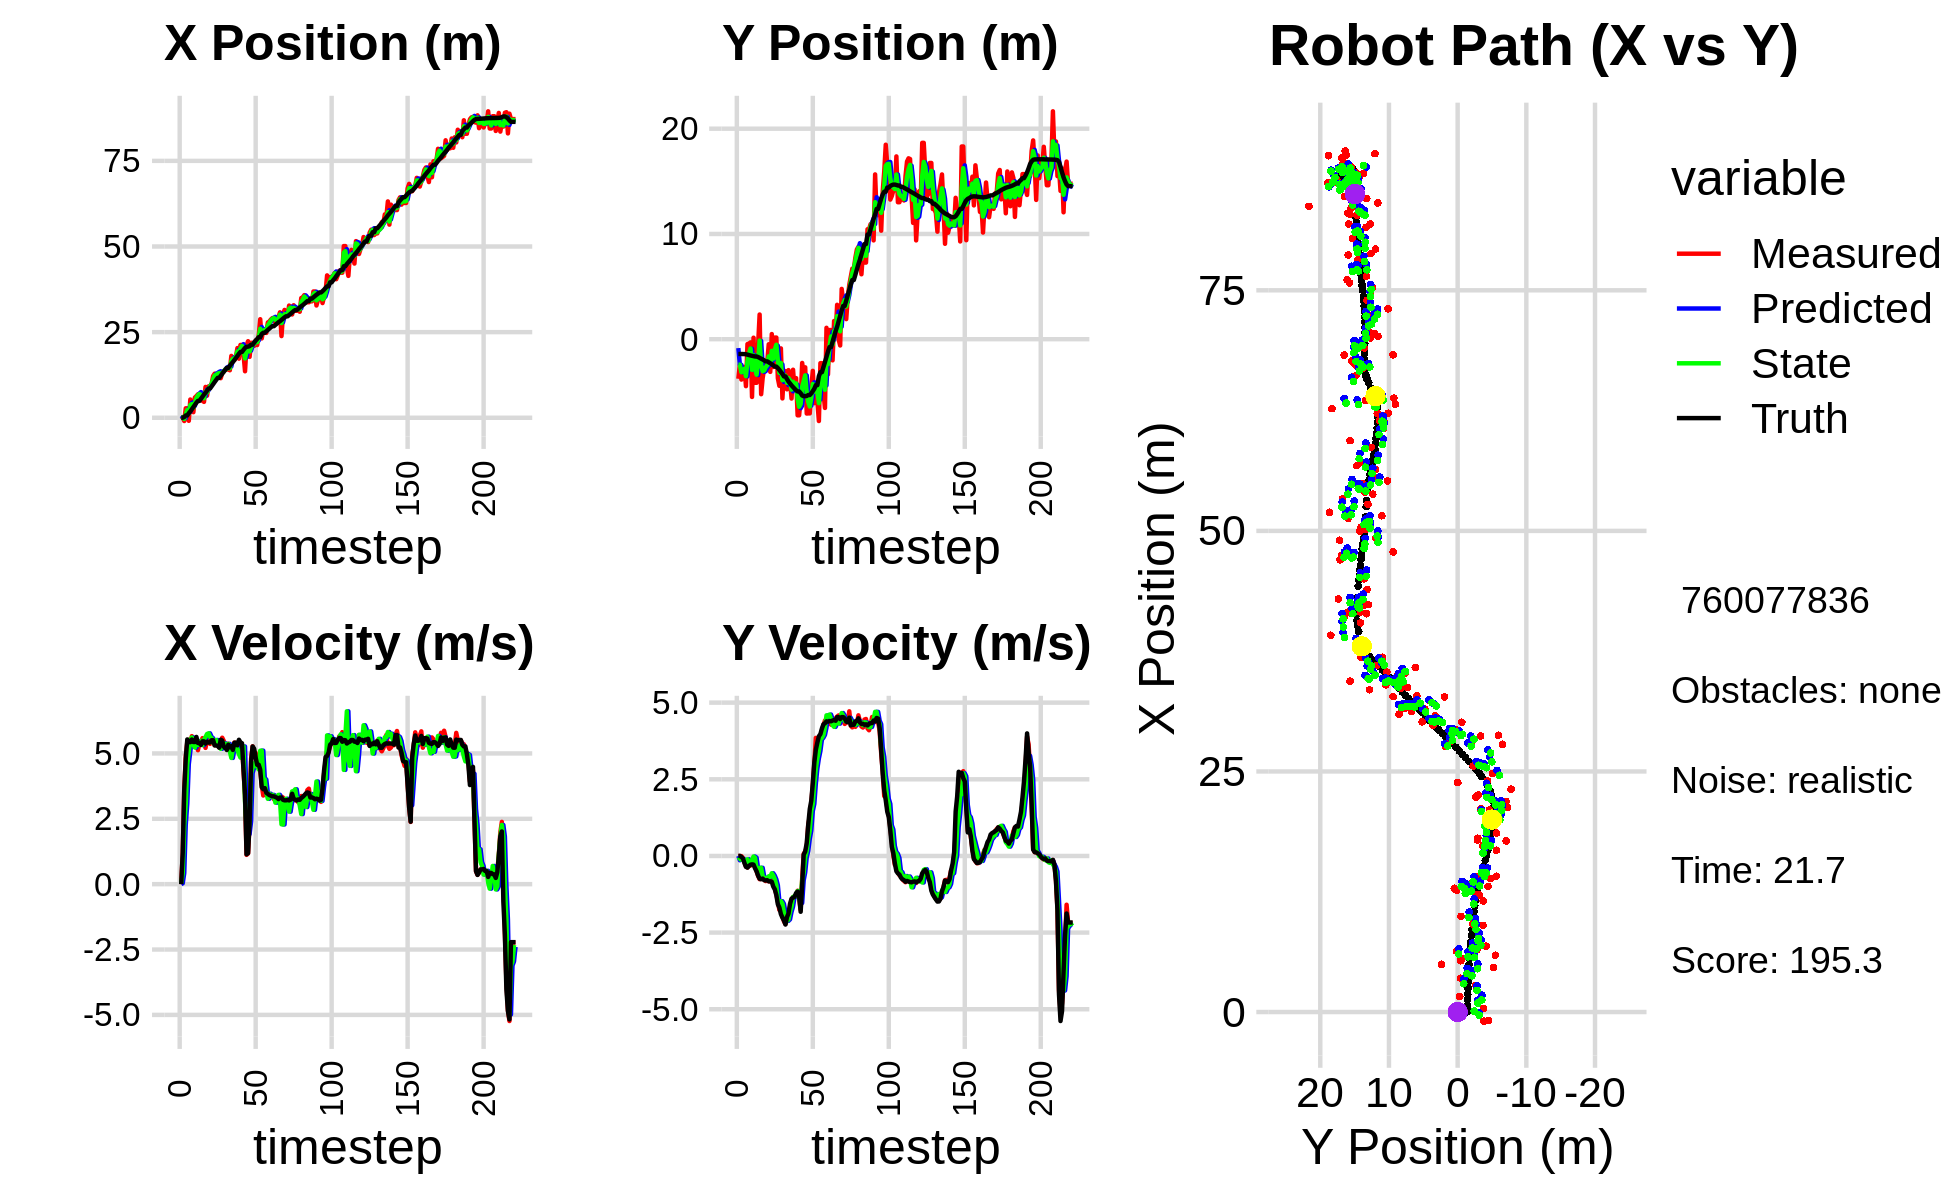 X Position (m)
75
50
25
0
0 50 100 150 200
timestep
Y Position (m)
20
10
0
0 50 100 150 200
timestep
X Velocity (m/s)
5.0
2.5
0.0
-2.5
-5.0
0 50 100 150 200
timestep
Y Velocity (m/s)
5.0
2.5
0.0
-2.5
-5.0
0 50 100 150 200
timestep
Robot Path (X vs Y)
X Position (m)
75
50
25
0
20 10 0 -10 -20
Y Position (m)
variable
Measured
Predicted
State
Truth
760077836
Obstacles: none
Noise: realistic
Time: 21.7
Score: 195.3